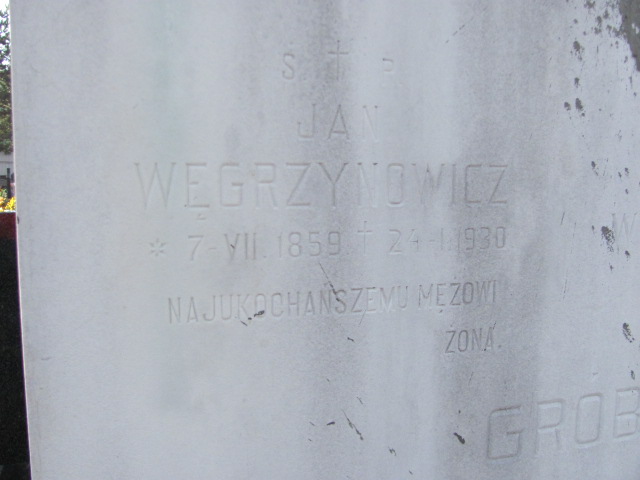 Ś. † P
JAN
WĘGRZYNOWICZ
* 7-VII.1859. † 24-I.1930
NAJUKOCHAŃSZEMU MĘŻOWI
ŻONA.
GROB